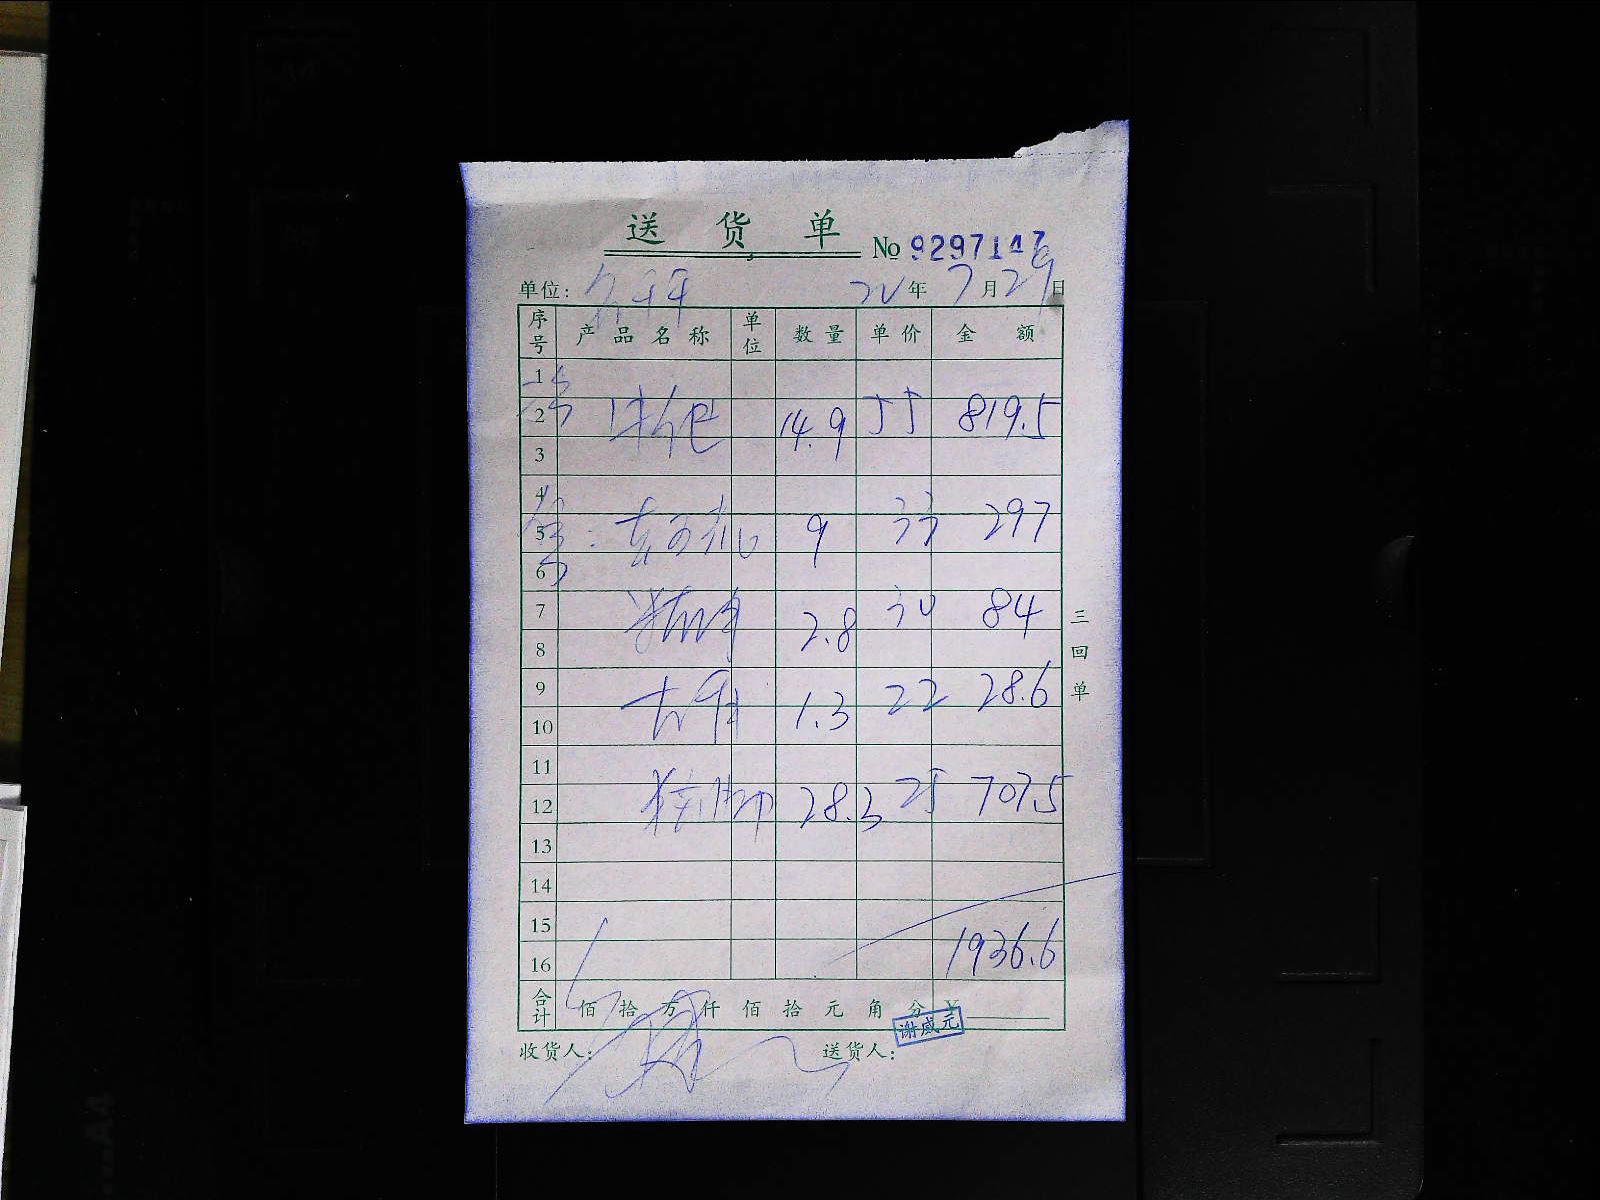 送货单
№ 9297147
单位: 年 7 月 29 日
序号 产品名称 单位 数量 单价 金额
1
2 14.9 55 819.5
3
4
5 9 33 297
6
7 2.8 30 84
8
9 1.3 22 28.6
10
11
12 28.3 25 707.5
13
14
15
16 1936.6
合计 佰 拾 万 仟 佰 拾 元 角 分 ¥
收货人: 送货人: 谢威元
三回单